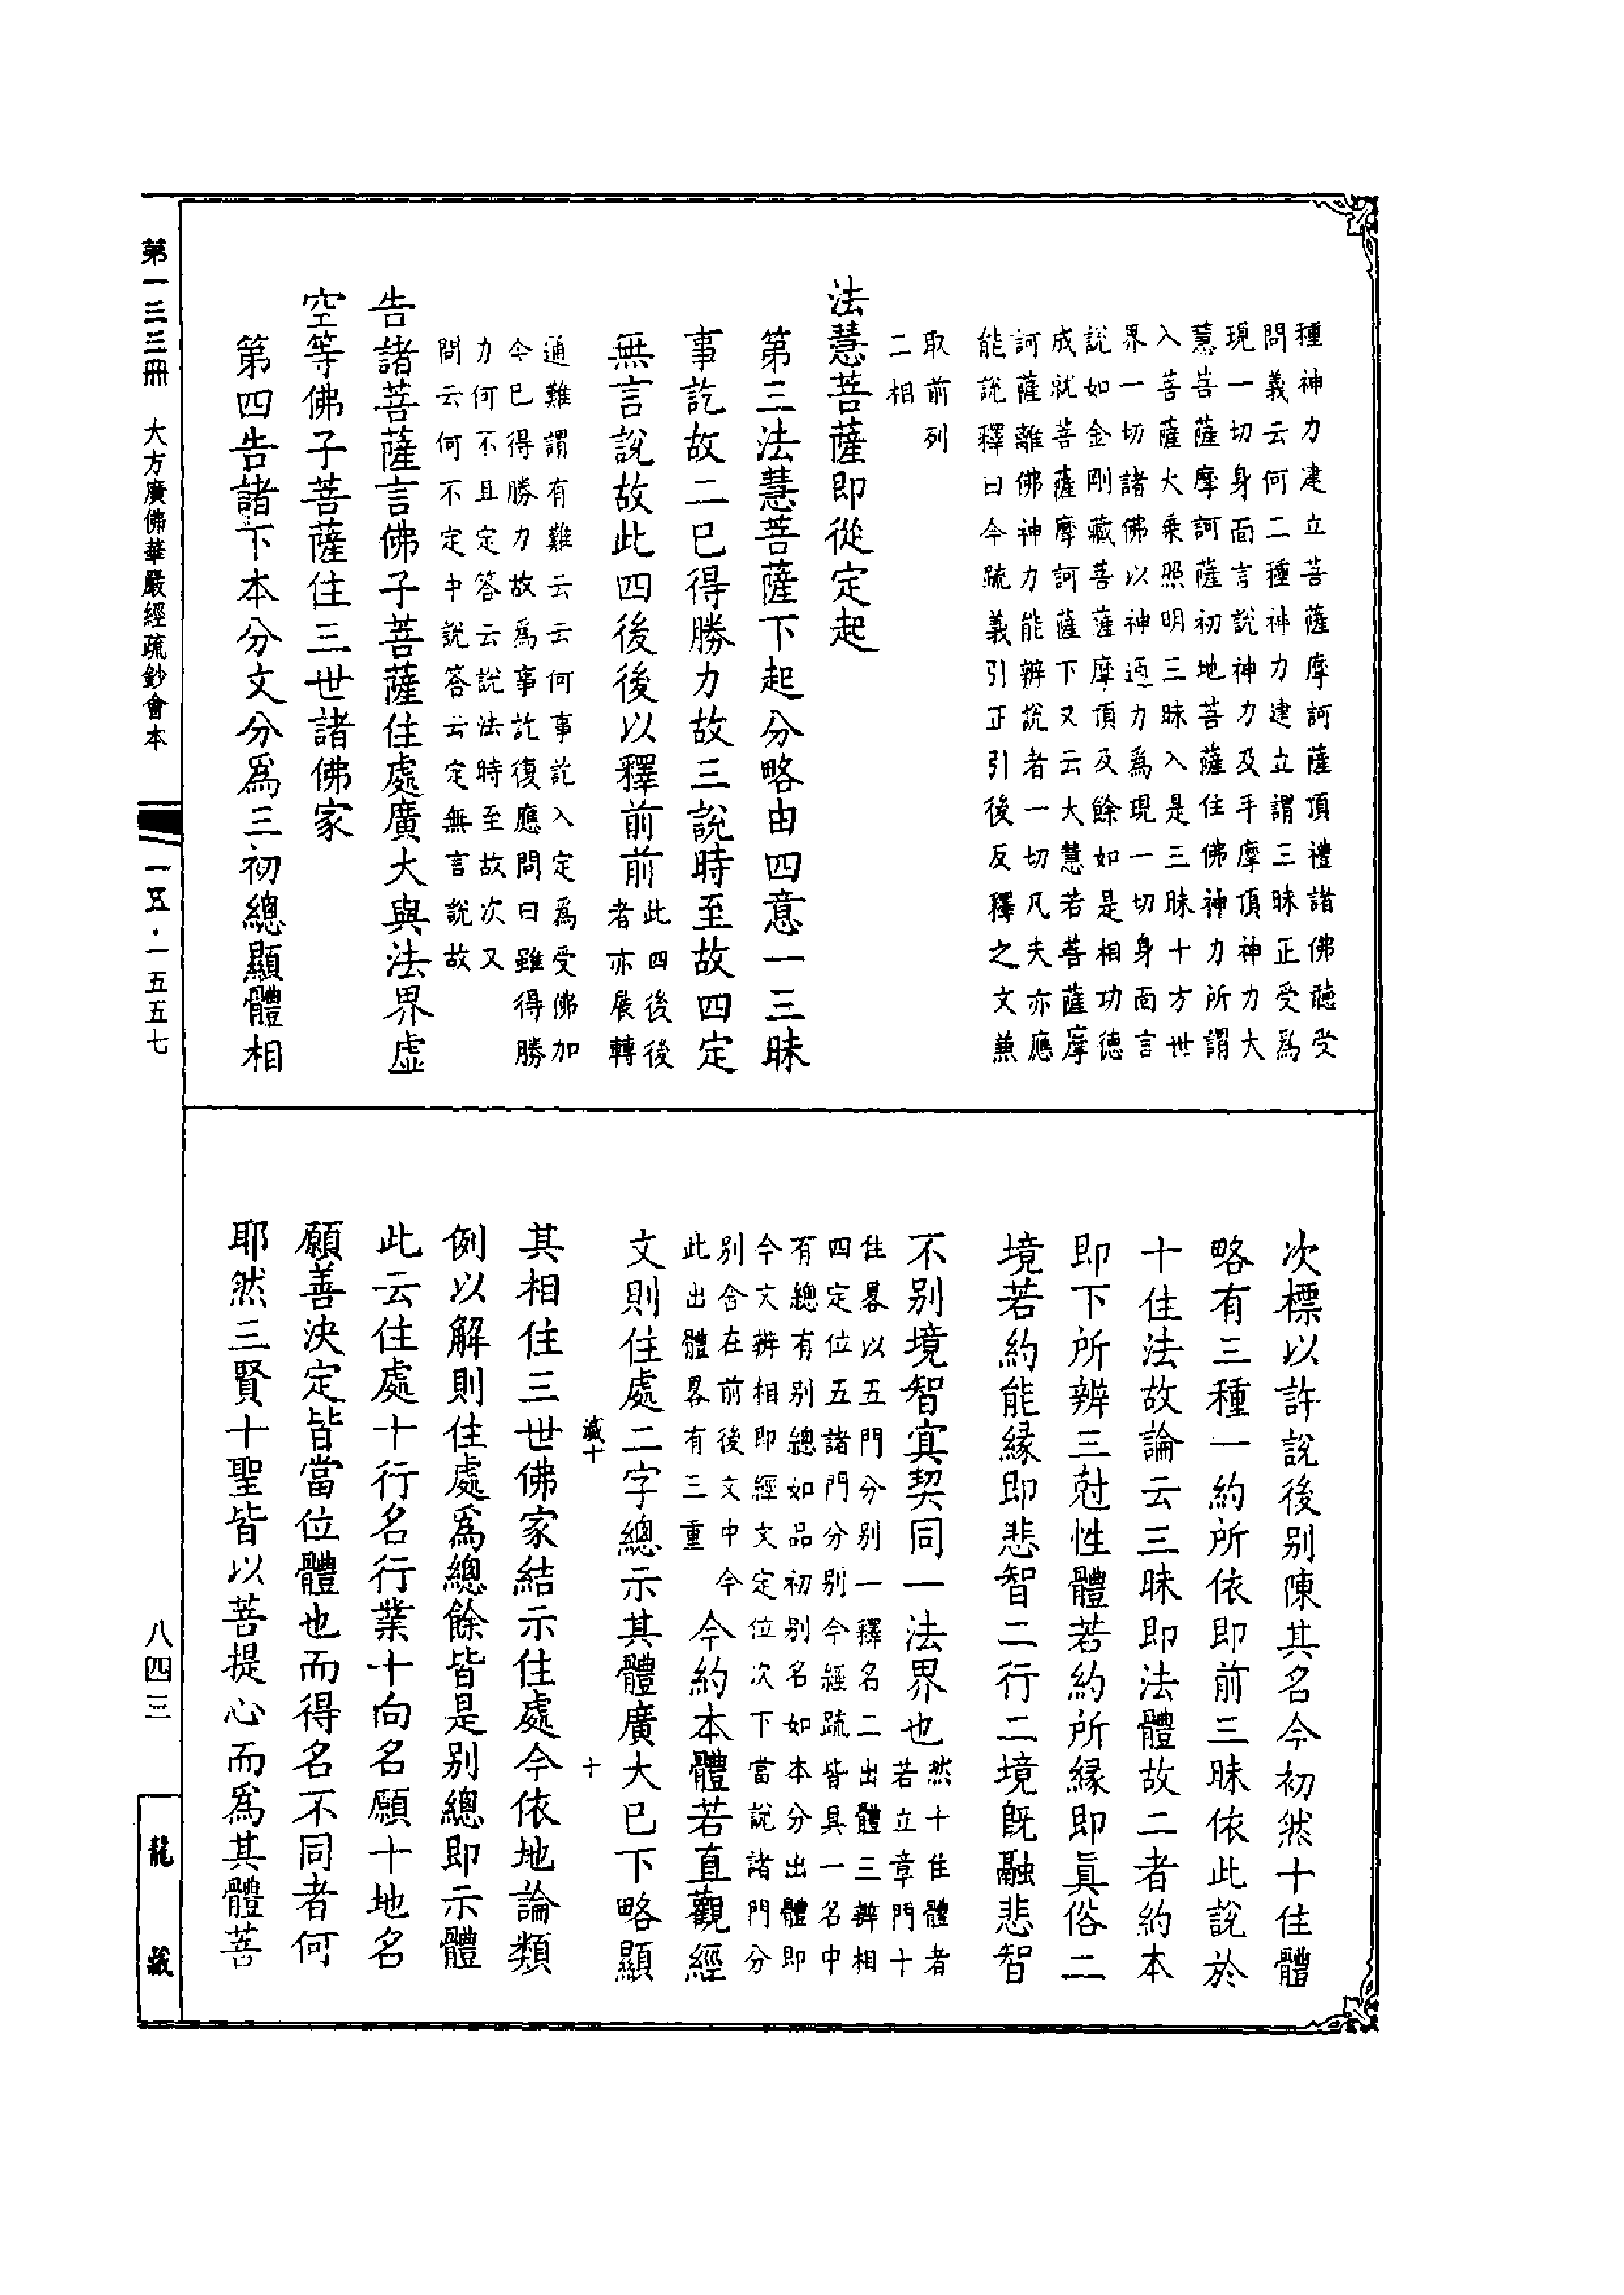 種神力建立菩薩摩訶薩頂禮諸佛聽受
問義云何二種神力建立謂三昧正受爲
現一切身面言說神力及手摩頂神力大
慧菩薩摩訶薩初地菩薩住佛神力所謂
入菩薩大乘照明三昧入是三昧十方世
界一切諸佛以神通力爲現一切身面言
說如金剛藏菩薩摩頂及餘如是相功德
成就菩薩摩訶薩下又云大慧若菩薩摩
訶薩離佛神力能辨說者一切凡夫亦應
能說釋曰今疏義引正引後反釋之文兼
取前列
二相
法慧菩薩即從定起
第三法慧菩薩下起分略由四意一三昧
事訖故二已得勝力故三說時至故四定
無言說故此四後後以釋前前
此四後後
者亦展轉
通難謂有難云云何事訖入定爲受佛加
今已得勝力故爲事訖復應問曰雖得勝
力何不且定答云說法時至故次又
問云何不定中說答云定無言說故
告諸菩薩言佛子菩薩住處廣大與法界虛
空等佛子菩薩住三世諸佛家
第四告諸下本分文分爲三初總顯體相
次標以許說後別陳其名今初然十住體
略有三種一約所依即前三昧依此說於
十住法故論云三昧即法體故二者約本
即下所辨三尅性體若約所縁即眞俗二
境若約能縁即悲智二行二境既融悲智
不別境智寘契同一法界也
然十住體者
若立章門十
住畧以五門分別一釋名二出體三辨相
四定位五諸門分別今經疏皆具一名中
有總有別總如品初別名如本分出體即
今文辨相即經文定位次下當說諸門分
別含在前後文中今
此出體畧有三重
今約本體若直觀經
文則住處二字總示其體廣大已下略顯
減十
十
其相住三世佛家結示住處今依地論類
例以解則住處爲總餘皆是別總即示體
此云住處十行名行業十向名願十地名
願善決定皆當位體也而得名不同者何
耶然三賢十聖皆以菩提心而爲其體菩
第一三三冊　大方廣佛華嚴經疏鈔會本
一五·一五五七
八四三
龍藏